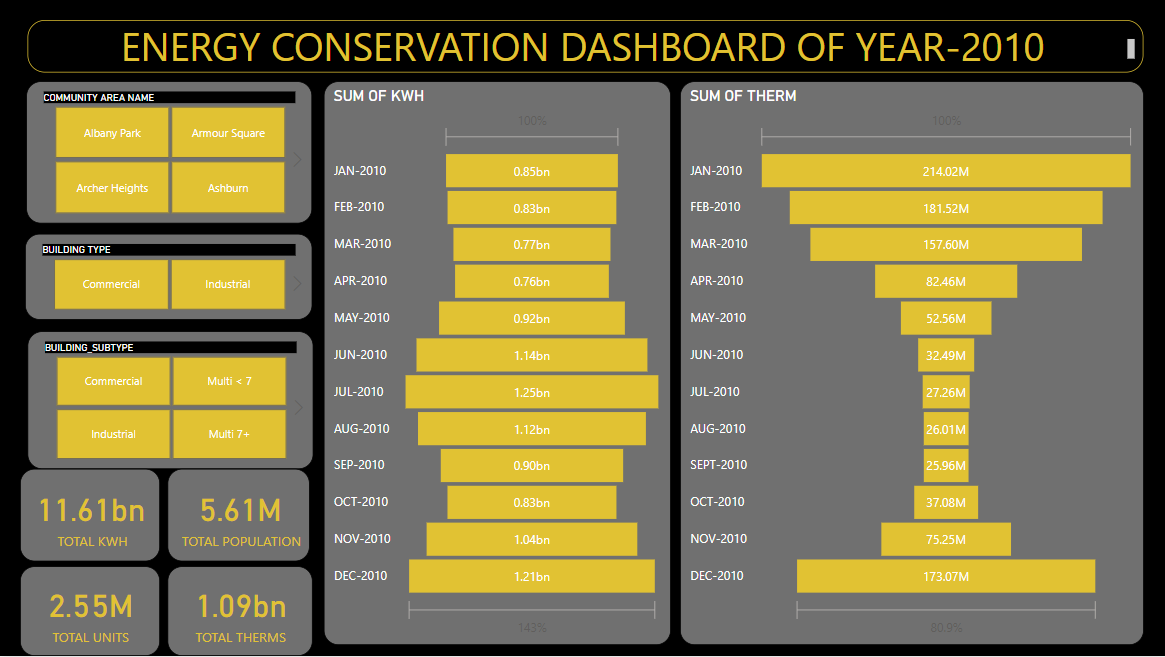 ENERGY CONSERVATION DASHBOARD OF YEAR-2010
COMMUNITY AREA NAME
Albany Park
Armour Square
Archer Heights
Ashburn
BUILDING TYPE
Commercial
Industrial
BUILDING_SUBTYPE
Commercial
Multi < 7
Industrial
Multi 7+
11.61bn
TOTAL KWH
5.61M
TOTAL POPULATION
2.55M
TOTAL UNITS
1.09bn
TOTAL THERMS
SUM OF KWH
100%
JAN-2010 0.85bn
FEB-2010 0.83bn
MAR-2010 0.77bn
APR-2010 0.76bn
MAY-2010 0.92bn
JUN-2010 1.14bn
JUL-2010 1.25bn
AUG-2010 1.12bn
SEP-2010 0.90bn
OCT-2010 0.83bn
NOV-2010 1.04bn
DEC-2010 1.21bn
143%
SUM OF THERM
100%
JAN-2010 214.02M
FEB-2010 181.52M
MAR-2010 157.60M
APR-2010 82.46M
MAY-2010 52.56M
JUN-2010 32.49M
JUL-2010 27.26M
AUG-2010 26.01M
SEPT-2010 25.96M
OCT-2010 37.08M
NOV-2010 75.25M
DEC-2010 173.07M
80.9%